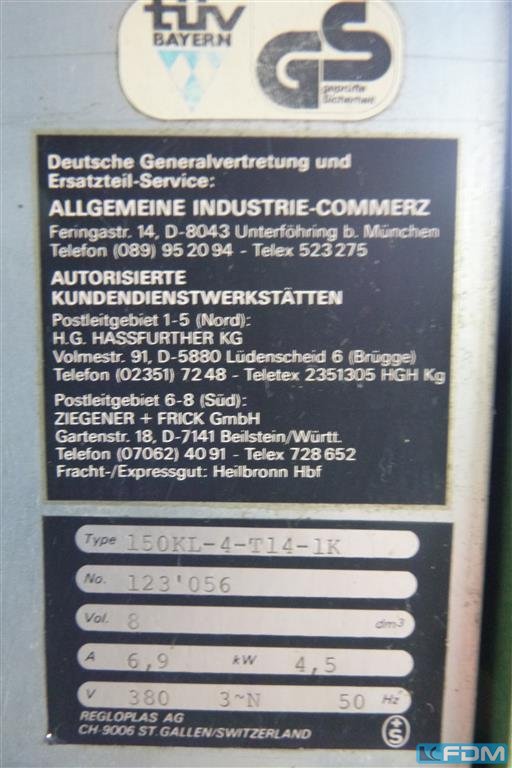 tüv
BAYERN
GS
geprüfte
Sicherheit
Deutsche Generalvertretung und
Ersatzteil-Service:
ALLGEMEINE INDUSTRIE-COMMERZ
Feringastr. 14, D-8043 Unterföhring b. München
Telefon (089) 95 20 94 - Telex 523 275
AUTORISIERTE
KUNDENDIENSTWERKSTÄTTEN
Postleitgebiet 1-5 (Nord):
H.G. HASSFURTHER KG
Volmestr. 91, D-5880 Lüdenscheid 6 (Brügge)
Telefon (02351) 72 48 - Teletex 2351305 HGH Kg
Postleitgebiet 6-8 (Süd):
ZIEGENER + FRICK GmbH
Gartenstr. 18, D-7141 Beilstein/Württ.
Telefon (07062) 40 91 - Telex 728 652
Fracht-/Expressgut: Heilbronn Hbf
Type 150KL-4-T14-1K
No. 123'056
Vol. 8 dm³
A 6,9 kW 4,5
V 380 3~N 50 Hz
REGLOPLAS AG
CH-9006 ST. GALLEN/SWITZERLAND
+S
FDM